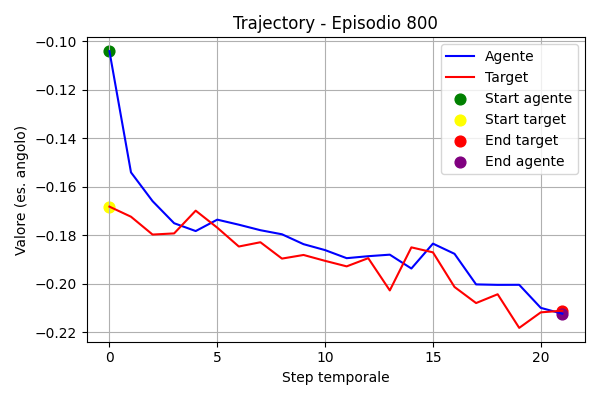 Trajectory - Episodio 800
Valore (es. angolo)
−0.10
−0.12
−0.14
−0.16
−0.18
−0.20
−0.22
0
5
10
15
20
Step temporale
Agente
Target
Start agente
Start target
End target
End agente